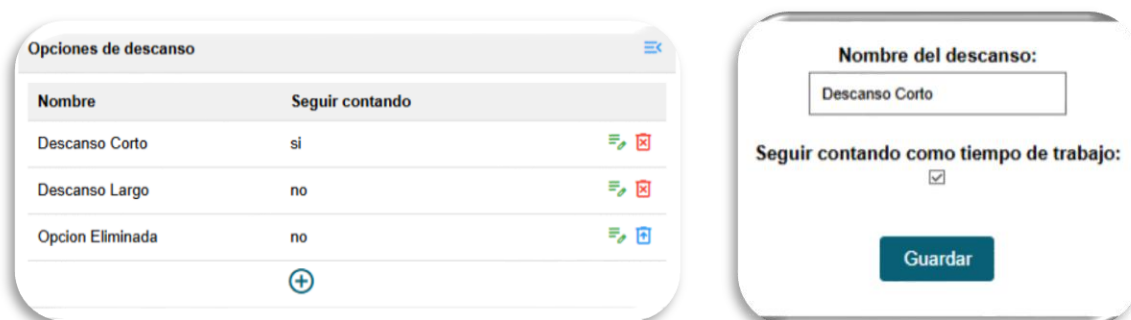 Opciones de descanso
Nombre Seguir contando
Descanso Corto si
Descanso Largo no
Opcion Eliminada no
Nombre del descanso:
Descanso Corto
Seguir contando como tiempo de trabajo:
Guardar